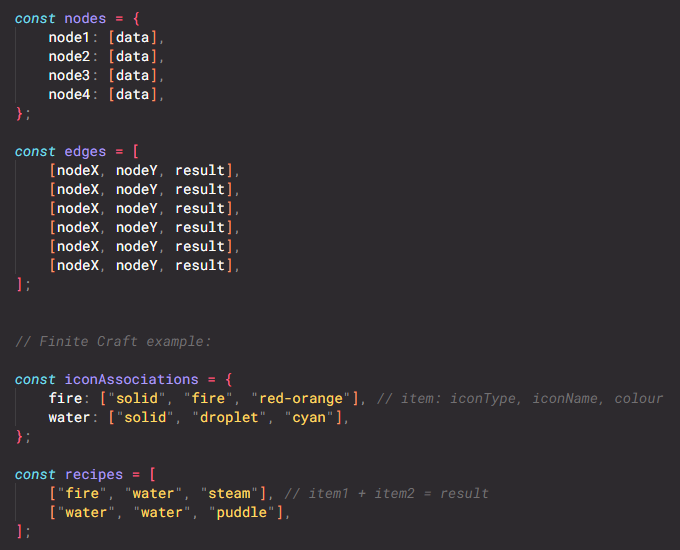 const nodes = {
    node1: [data],
    node2: [data],
    node3: [data],
    node4: [data],
};

const edges = [
    [nodeX, nodeY, result],
    [nodeX, nodeY, result],
    [nodeX, nodeY, result],
    [nodeX, nodeY, result],
    [nodeX, nodeY, result],
    [nodeX, nodeY, result],
];

// Finite Craft example:

const iconAssociations = {
    fire: ["solid", "fire", "red-orange"], // item: iconType, iconName, colour
    water: ["solid", "droplet", "cyan"],
};

const recipes = [
    ["fire", "water", "steam"], // item1 + item2 = result
    ["water", "water", "puddle"],
];